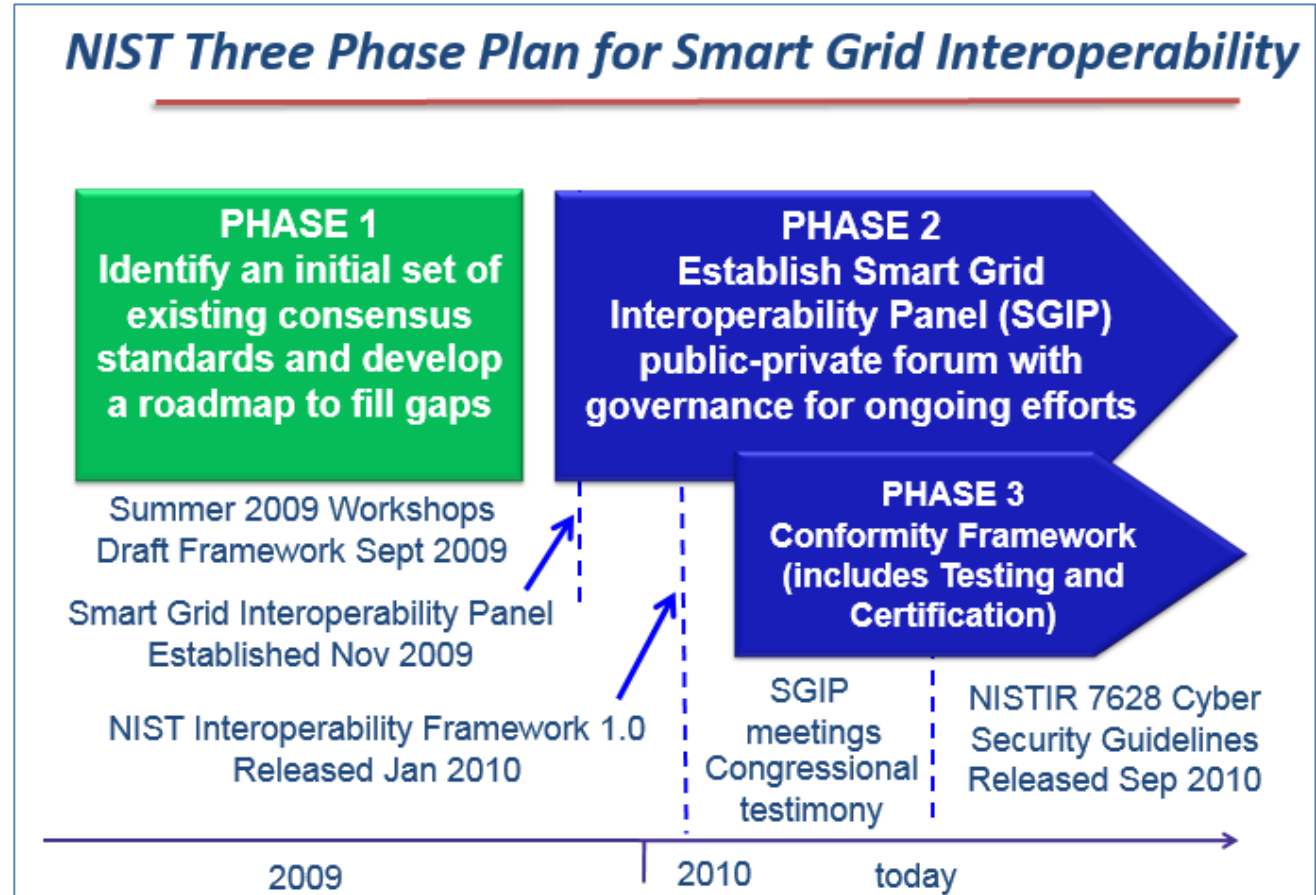 NIST Three Phase Plan for Smart Grid Interoperability
PHASE 1
Identify an initial set of
existing consensus
standards and develop
a roadmap to fill gaps
PHASE 2
Establish Smart Grid
Interoperability Panel (SGIP)
public-private forum with
governance for ongoing efforts
PHASE 3
Conformity Framework
(includes Testing and
Certification)
Summer 2009 Workshops
Draft Framework Sept 2009
Smart Grid Interoperability Panel
Established Nov 2009
NIST Interoperability Framework 1.0
Released Jan 2010
SGIP
meetings
Congressional
testimony
NISTIR 7628 Cyber
Security Guidelines
Released Sep 2010
2009
2010
today